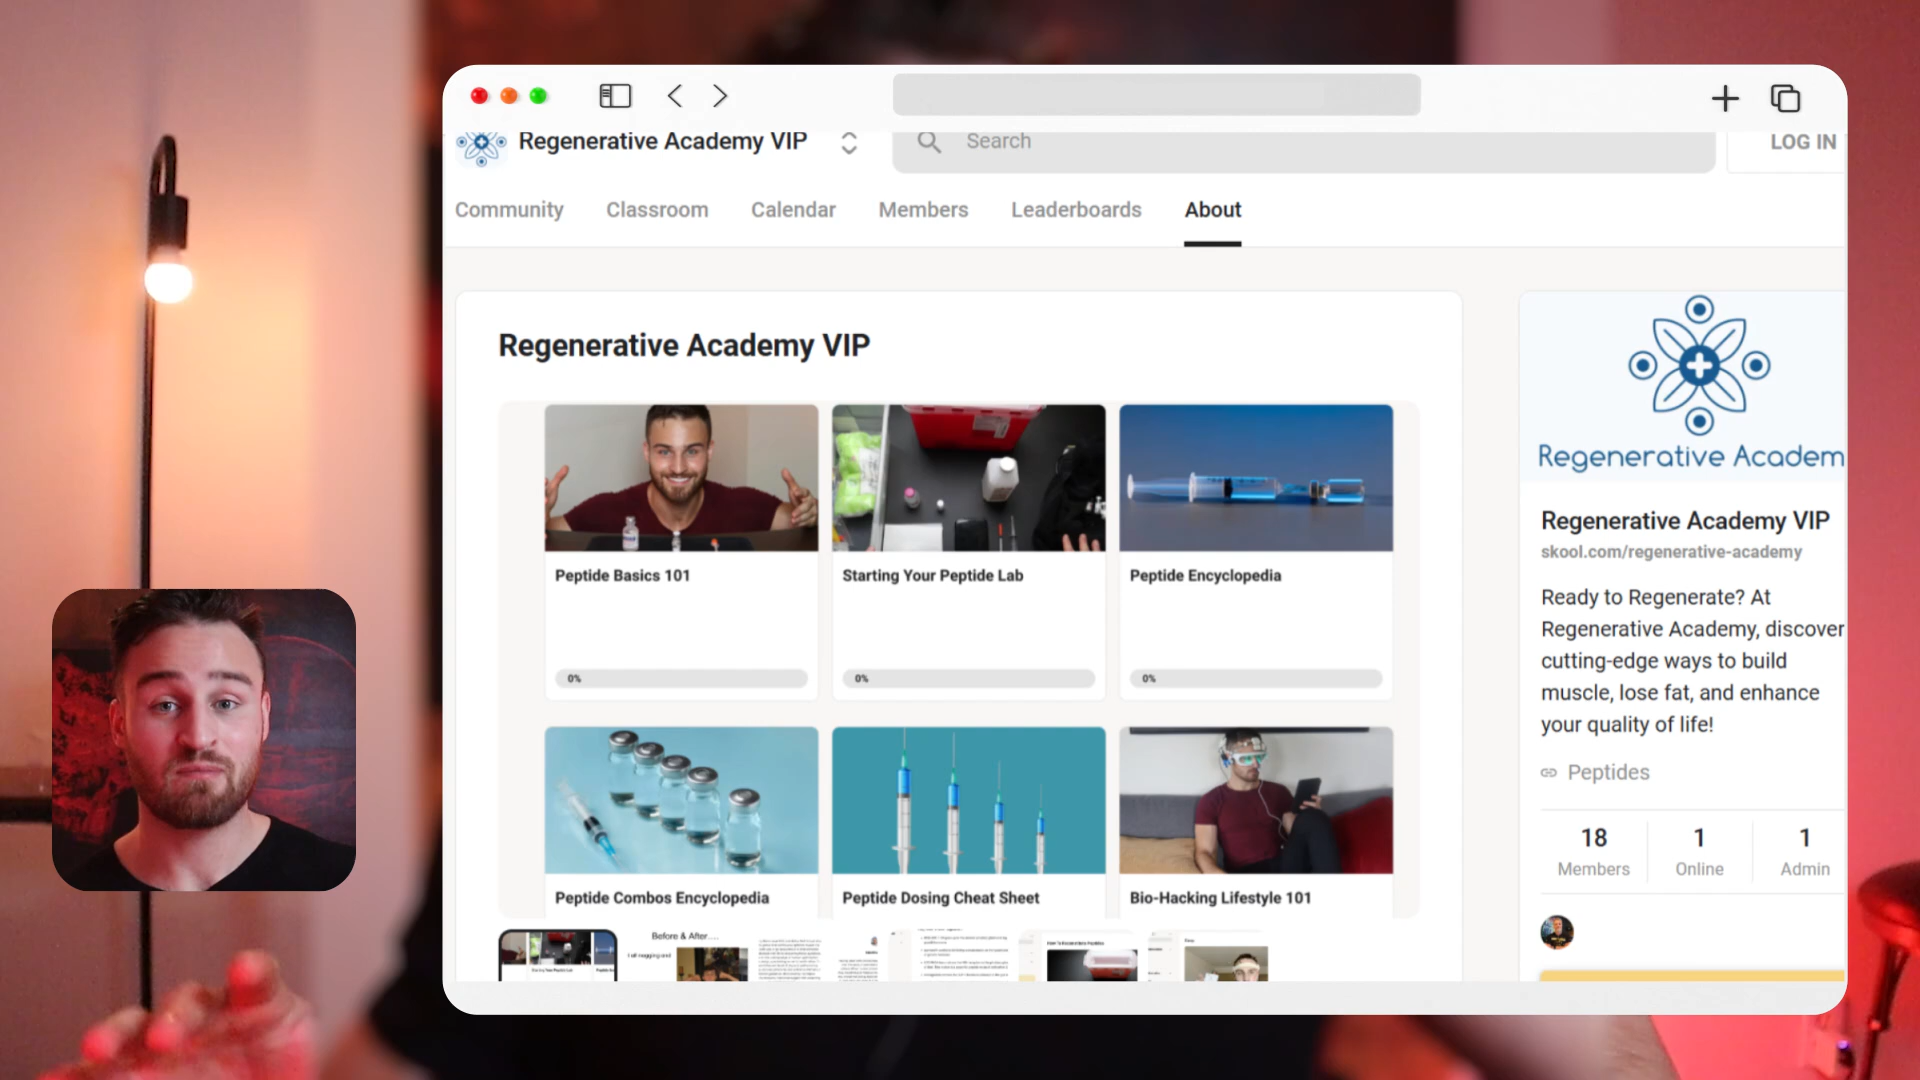 Regenerative Academy VIP
Search
LOG IN
Community
Classroom
Calendar
Members
Leaderboards
About
Regenerative Academy VIP
Peptide Basics 101
Starting Your Peptide Lab
Peptide Encyclopedia
0%
0%
0%
Peptide Combos Encyclopedia
Peptide Dosing Cheat Sheet
Bio-Hacking Lifestyle 101
Before & After....
Regenerative Academ
Regenerative Academy VIP
skool.com/regenerative-academy
Ready to Regenerate? At
Regenerative Academy, discover
cutting-edge ways to build
muscle, lose fat, and enhance
your quality of life!
Peptides
18
Members
1
Online
1
Admin